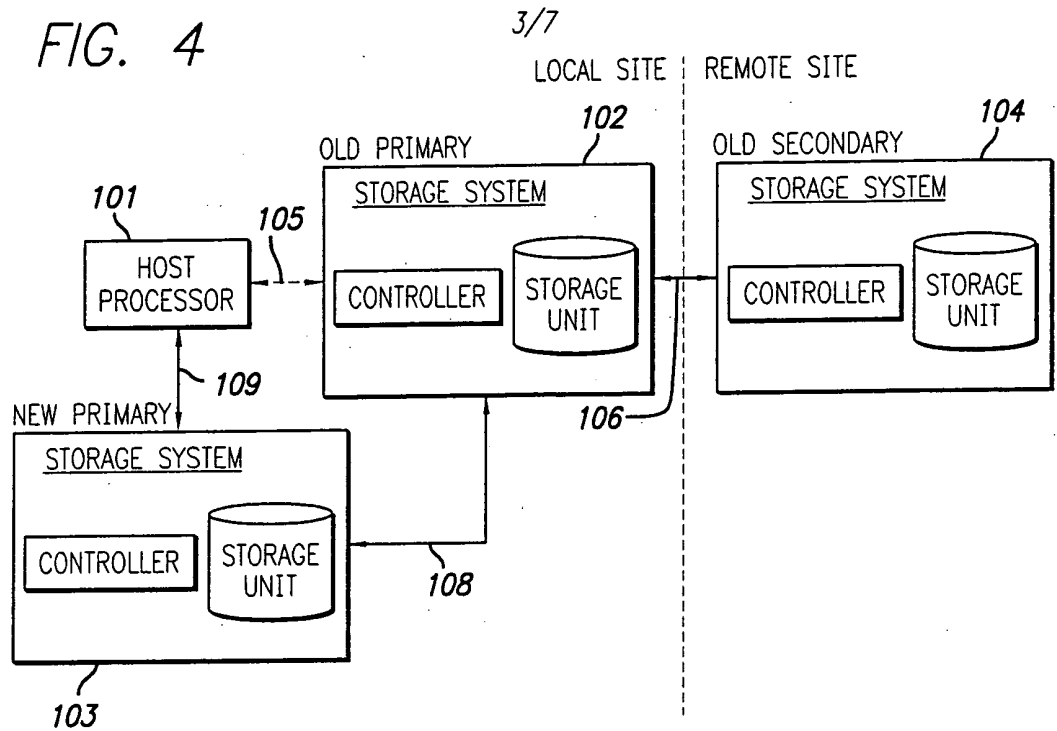 FIG. 4
3/7
LOCAL SITE
REMOTE SITE
102
104
OLD PRIMARY
OLD SECONDARY
STORAGE SYSTEM
STORAGE SYSTEM
101
105
HOST
PROCESSOR
CONTROLLER
STORAGE
UNIT
CONTROLLER
STORAGE
UNIT
109
106
NEW PRIMARY
STORAGE SYSTEM
CONTROLLER
STORAGE
UNIT
108
103